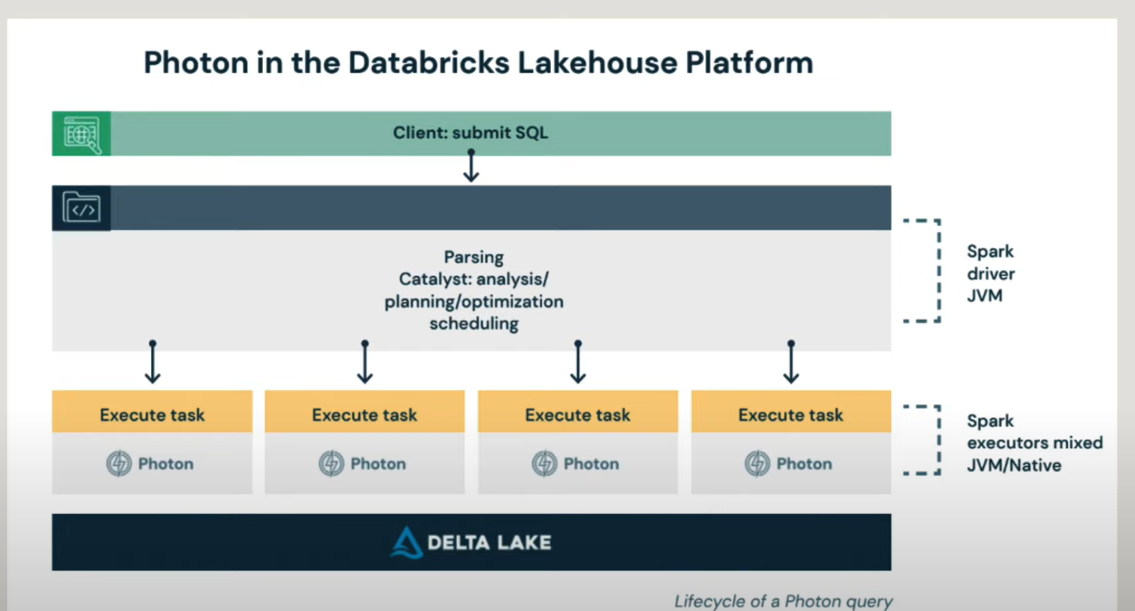 Photon in the Databricks Lakehouse Platform
Client: submit SQL
</>
Parsing
Catalyst: analysis/
planning/optimization
scheduling
Spark
driver
JVM
Execute task
Execute task
Execute task
Execute task
Photon
Photon
Photon
Photon
Spark
executors mixed
JVM/Native
DELTA LAKE
Lifecycle of a Photon query